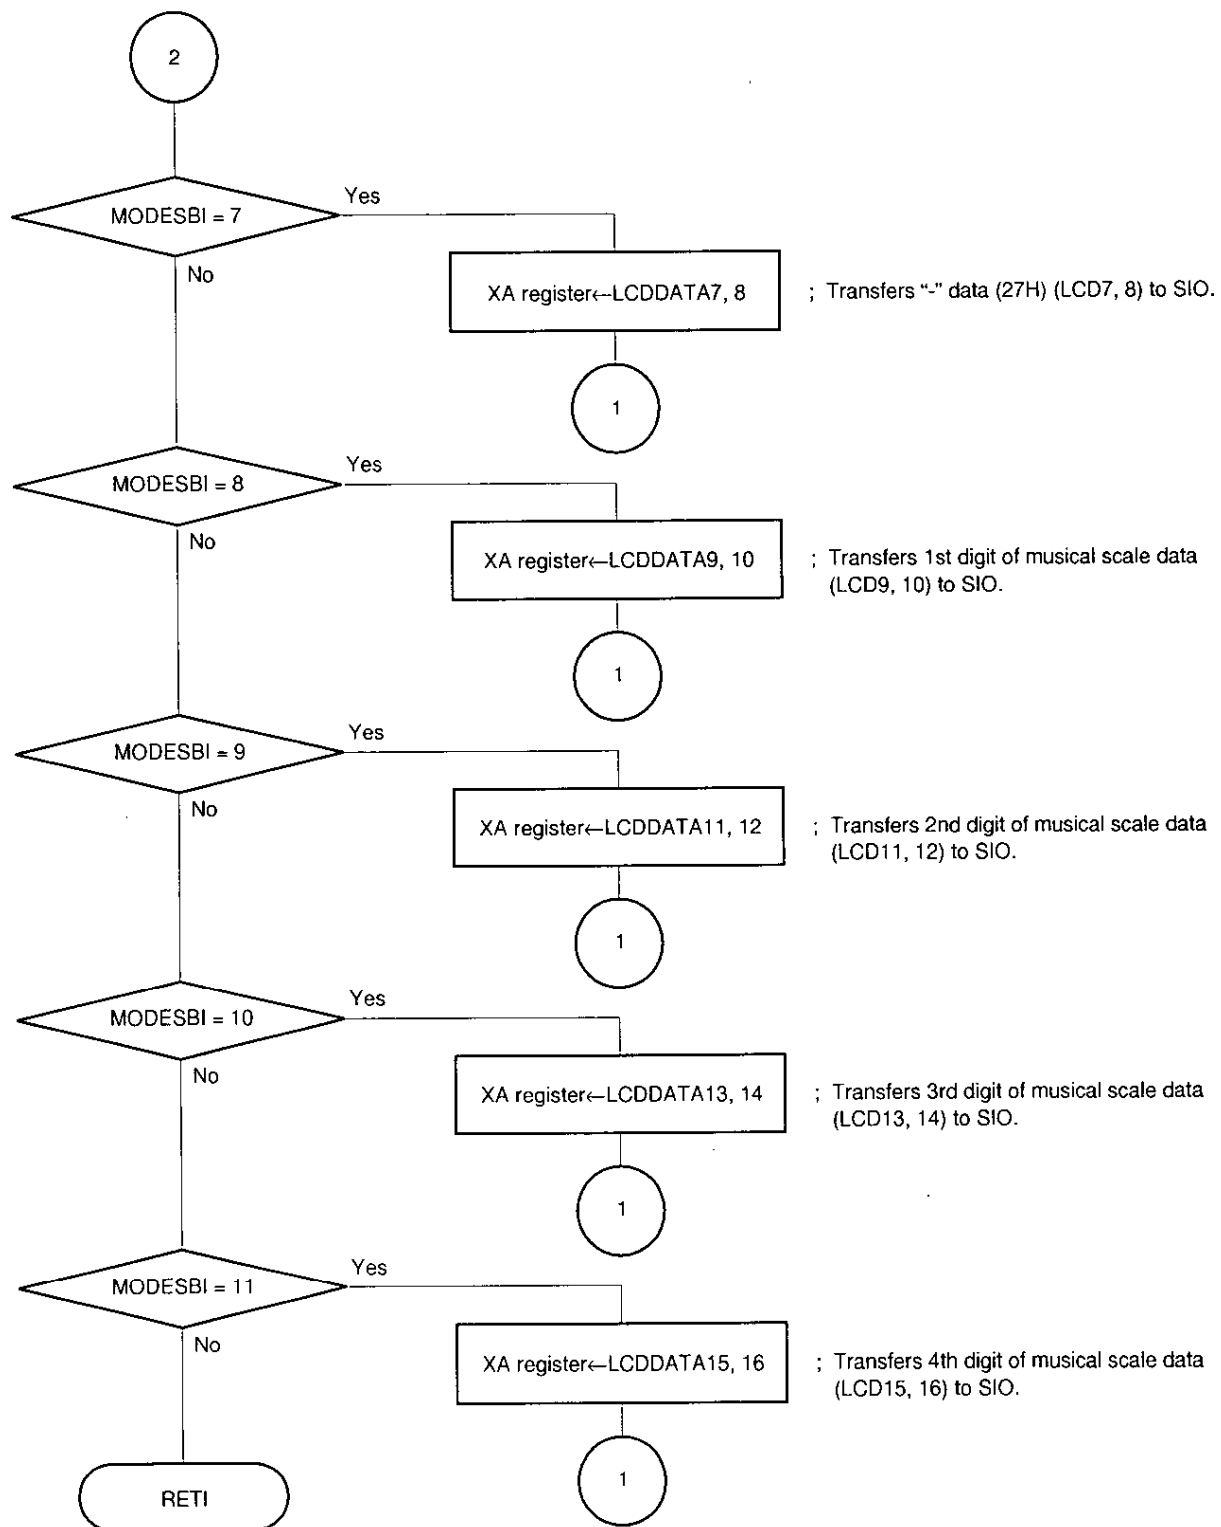 2
MODESBI = 7
Yes
No
XA register←LCDDATA7, 8
; Transfers “-” data (27H) (LCD7, 8) to SIO.
1
MODESBI = 8
Yes
No
XA register←LCDDATA9, 10
; Transfers 1st digit of musical scale data
(LCD9, 10) to SIO.
1
MODESBI = 9
Yes
No
XA register←LCDDATA11, 12
; Transfers 2nd digit of musical scale data
(LCD11, 12) to SIO.
1
MODESBI = 10
Yes
No
XA register←LCDDATA13, 14
; Transfers 3rd digit of musical scale data
(LCD13, 14) to SIO.
1
MODESBI = 11
Yes
No
XA register←LCDDATA15, 16
; Transfers 4th digit of musical scale data
(LCD15, 16) to SIO.
1
RETI